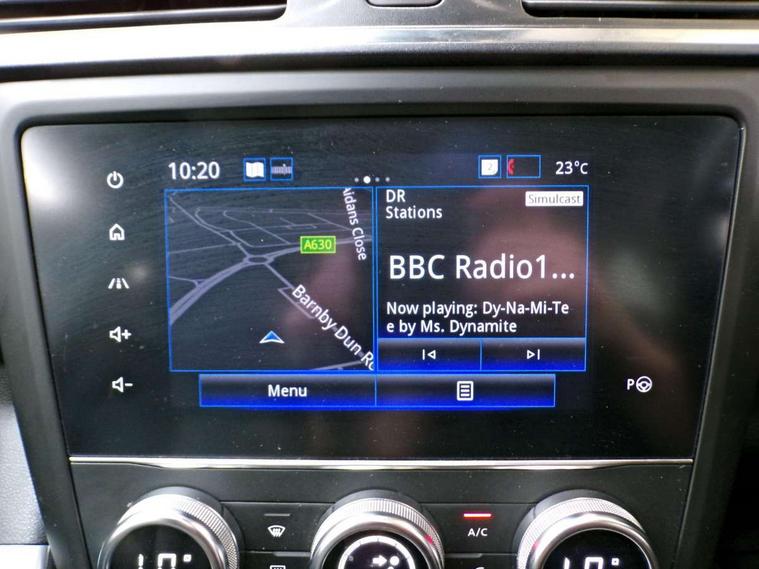 10:20
2
23°C
idans Close
A630
Barnby Dun R
DR
Stations
Simulcast
BBC Radio1...
Now playing: Dy-Na-Mi-Te
e by Ms. Dynamite
Menu
P
A/C